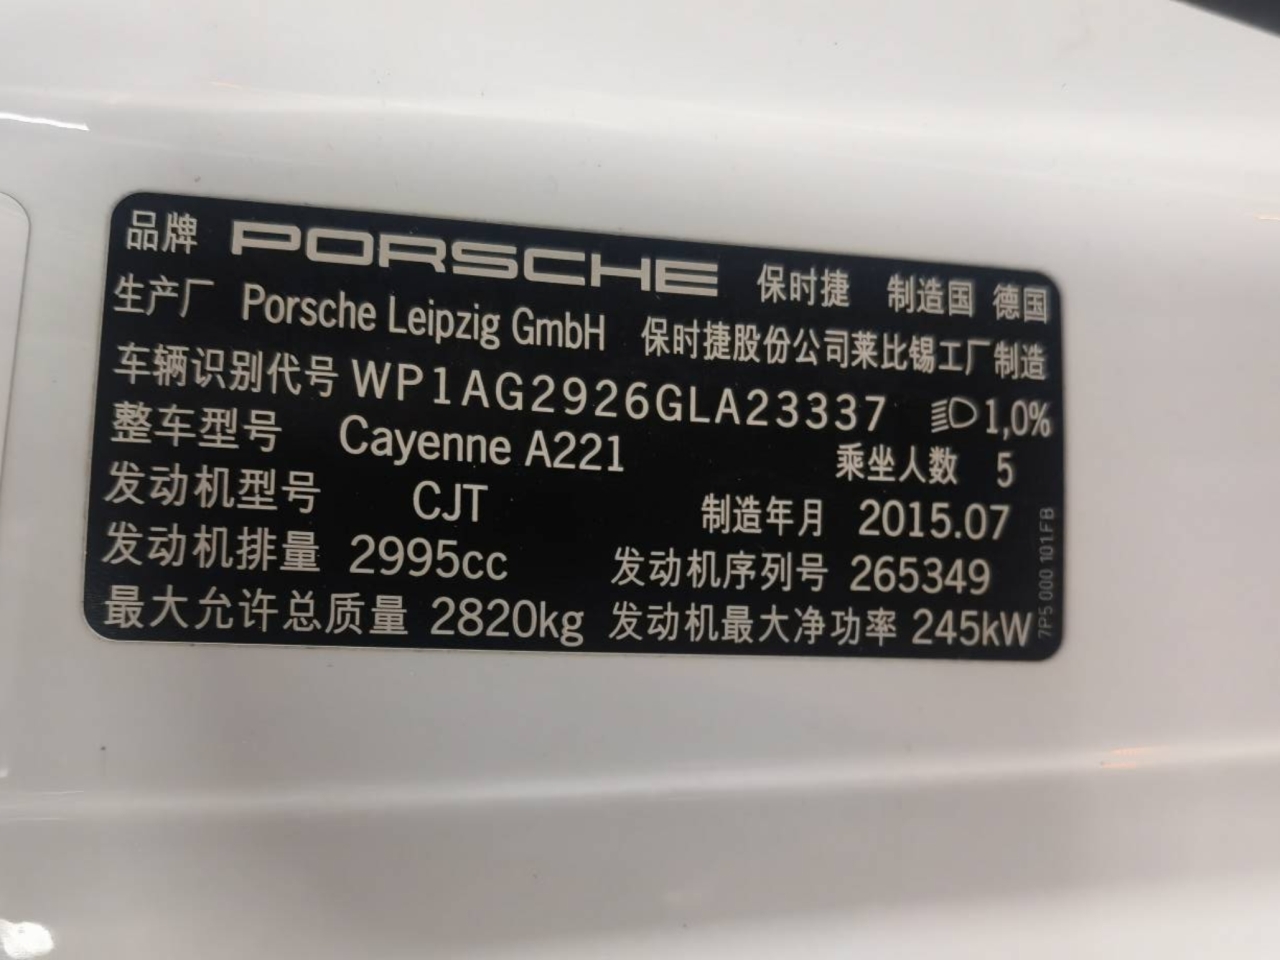 品牌 PORSCHE 保时捷 制造国 德国
生产厂 Porsche Leipzig GmbH 保时捷股份公司莱比锡工厂制造
车辆识别代号 WP1AG2926GLA23337 1,0%
整车型号 Cayenne A221 乘坐人数 5
发动机型号 CJT 制造年月 2015.07
发动机排量 2995cc 发动机序列号 265349
最大允许总质量 2820kg 发动机最大净功率 245kW
7P5 000 101.FB